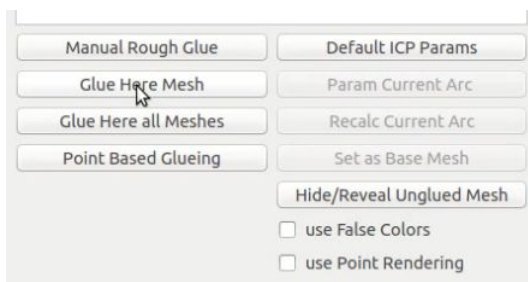 Manual Rough Glue
Default ICP Params
Glue Here Mesh
Param Current Arc
Glue Here all Meshes
Recalc Current Arc
Point Based Glueing
Set as Base Mesh
Hide/Reveal Unglued Mesh
use False Colors
use Point Rendering